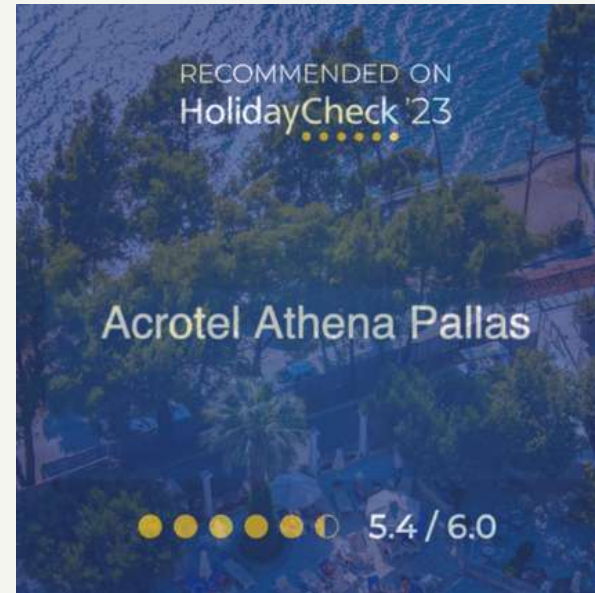 RECOMMENDED ON
HolidayCheck '23
Acrotel Athena Pallas
5.4 / 6.0